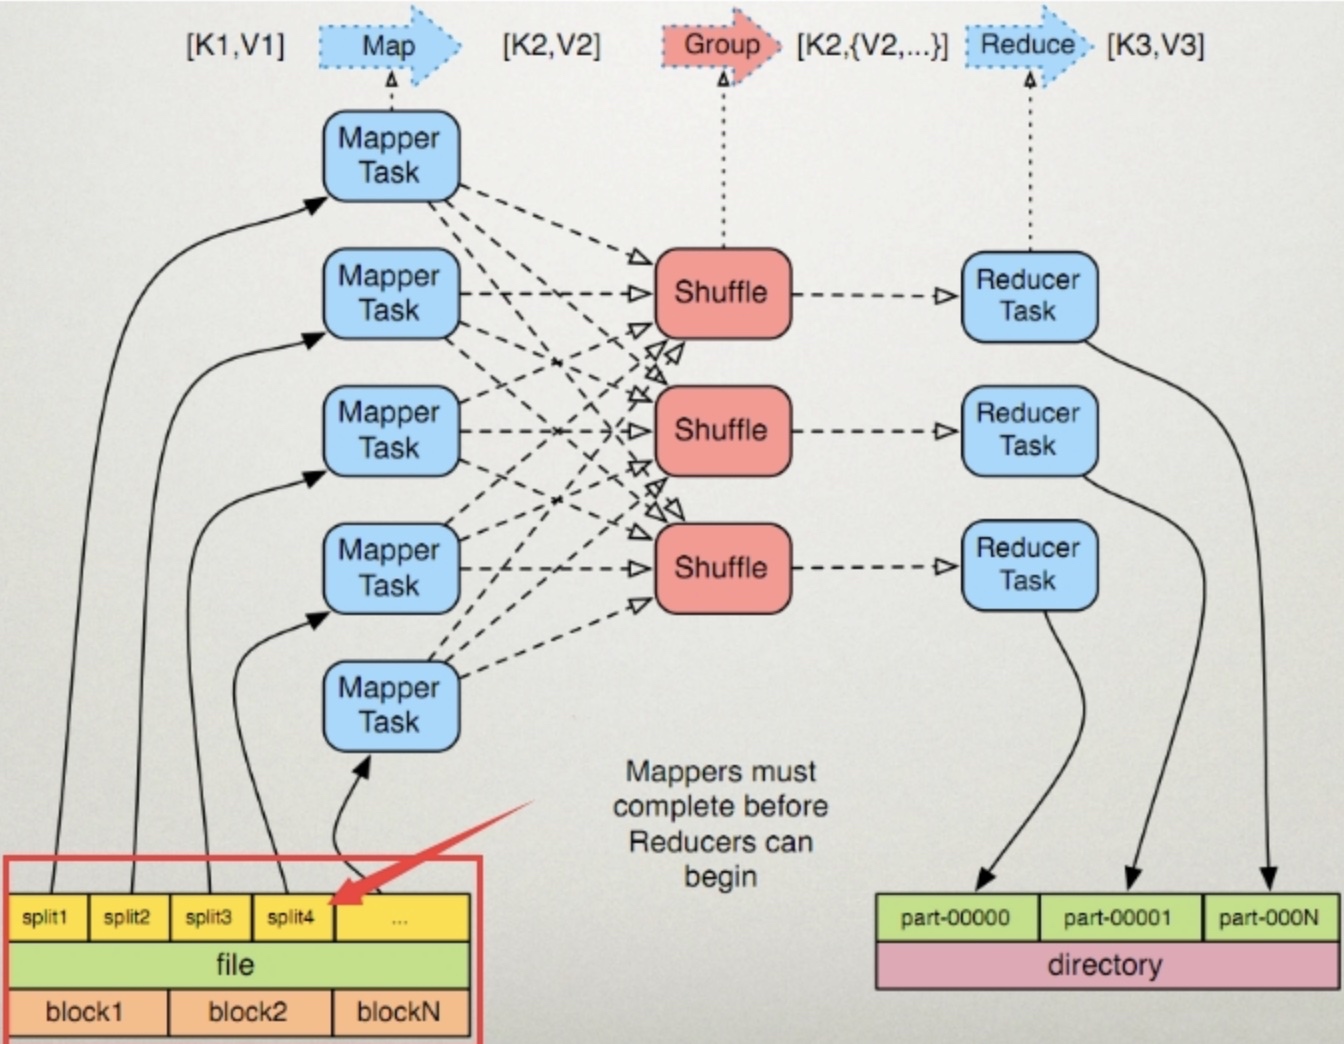 [K1,V1]
Map
[K2,V2]
Group
[K2,{V2,...}]
Reduce
[K3,V3]
Mapper
Task
Mapper
Task
Mapper
Task
Mapper
Task
Mapper
Task
Shuffle
Shuffle
Shuffle
Reducer
Task
Reducer
Task
Reducer
Task
Mappers must
complete before
Reducers can
begin
split1
split2
split3
split4
...
file
block1
block2
blockN
part-00000
part-00001
part-000N
directory